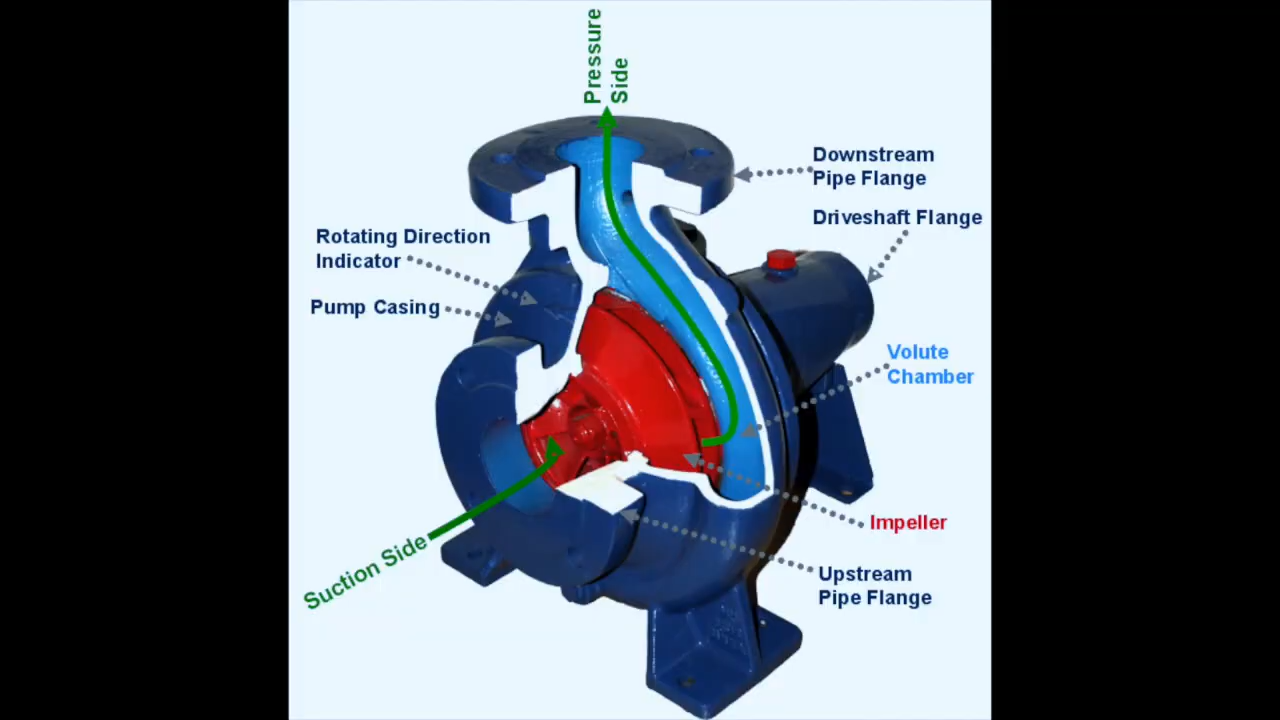 Pressure
Side
Downstream
Pipe Flange
Driveshaft Flange
Rotating Direction
Indicator
Pump Casing
Volute
Chamber
Impeller
Suction Side
Upstream
Pipe Flange